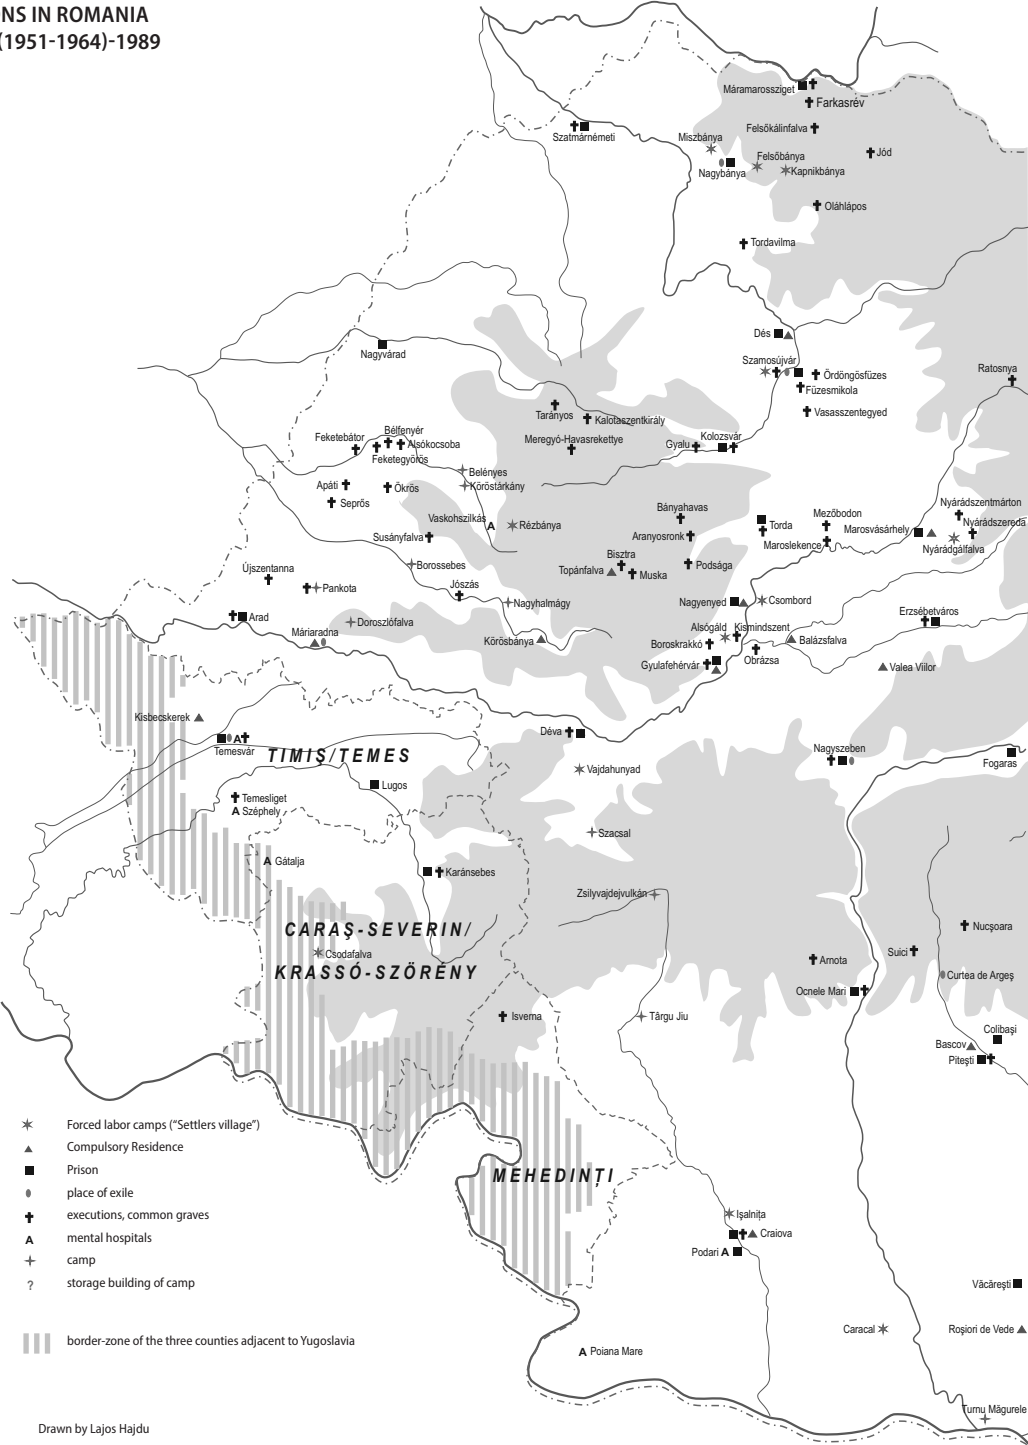 NS IN ROMANIA
(1951-1964)-1989
Máramarossziget
Farkasrév
Szatmárnémeti
Felsőkálinfalva
Miszbánya
Jód
Felsőbánya
Nagybánya
Kapnikbánya
Oláhlápos
Tordavilma
Dés
Nagyvárad
Szamosújvár
Ördöngösfüzes
Ratosnya
Füzesmikola
Tarányos
Kalotaszentkirály
Vasasszentegyed
Bélfenyér
Feketebátor
Alsókocsoba
Meregyó-Havasrekettye
Gyalu
Kolozsvár
Feketegyörös
Belényes
Apáti
Ökrös
Köröstárkány
Seprős
Nyárádszentmárton
Bányahavas
Mezőbodon
Vaskohszilkás
A
Rézbánya
Torda
Marosvásárhely
Nyárádszereda
Susányfalva
Aranyosronk
Maroslekence
Nyárádgálfalva
Bisztra
Borossebes
Topánfalva
Muska
Podsága
Újszentanna
Pankota
Jószás
Nagyhalmágy
Nagyenyed
Csombord
Arad
Doroszlófalva
Erzsébetváros
Alsógáld
Kismindszent
Máriaradna
Körösbánya
Boroskrakkó
Balázsfalva
Obrázsa
Gyulafehérvár
Valea Viilor
Kisbecskerek
Déva
A
Temesvár
TIMIŞ/TEMES
Nagyszeben
Fogaras
Vajdahunyad
Lugos
Temesliget
A Széphely
Szacsal
A Gátalja
Karánsebes
Zsilyvajdejvulkán
CARAŞ-SEVERIN/
Nucșoara
Csodafalva
Suici
Arnota
KRASSÓ-SZÖRÉNY
Curtea de Argeș
Ocnele Mari
Isverna
Târgu Jiu
Colibași
Bascov
Pitești
Forced labor camps (“Settlers village”)
Compulsory Residence
Prison
MEHEDINȚI
place of exile
executions, common graves
Ișalnița
A mental hospitals
Craiova
Podari A
camp
? storage building of camp
Văcărești
border-zone of the three counties adjacent to Yugoslavia
Caracal
Roșiori de Vede
A Poiana Mare
Turnu Măgurele
Drawn by Lajos Hajdu